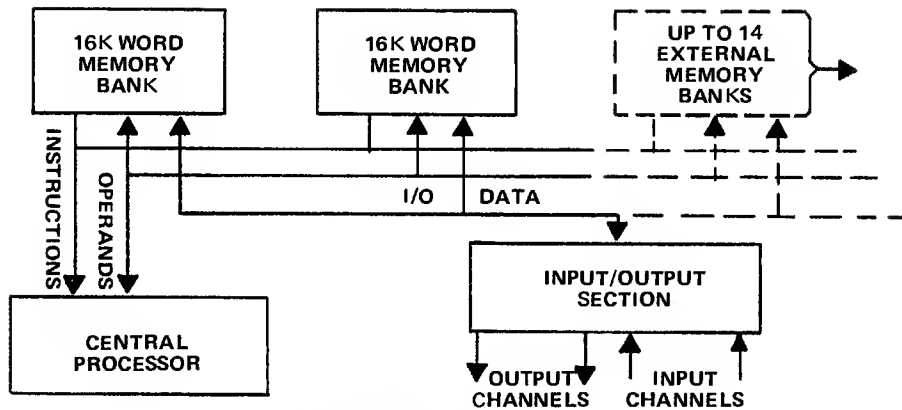 16K WORD
MEMORY
BANK
16K WORD
MEMORY
BANK
UP TO 14
EXTERNAL
MEMORY
BANKS
INSTRUCTIONS
OPERANDS
I/O DATA
INPUT/OUTPUT
SECTION
CENTRAL
PROCESSOR
OUTPUT
CHANNELS
INPUT
CHANNELS